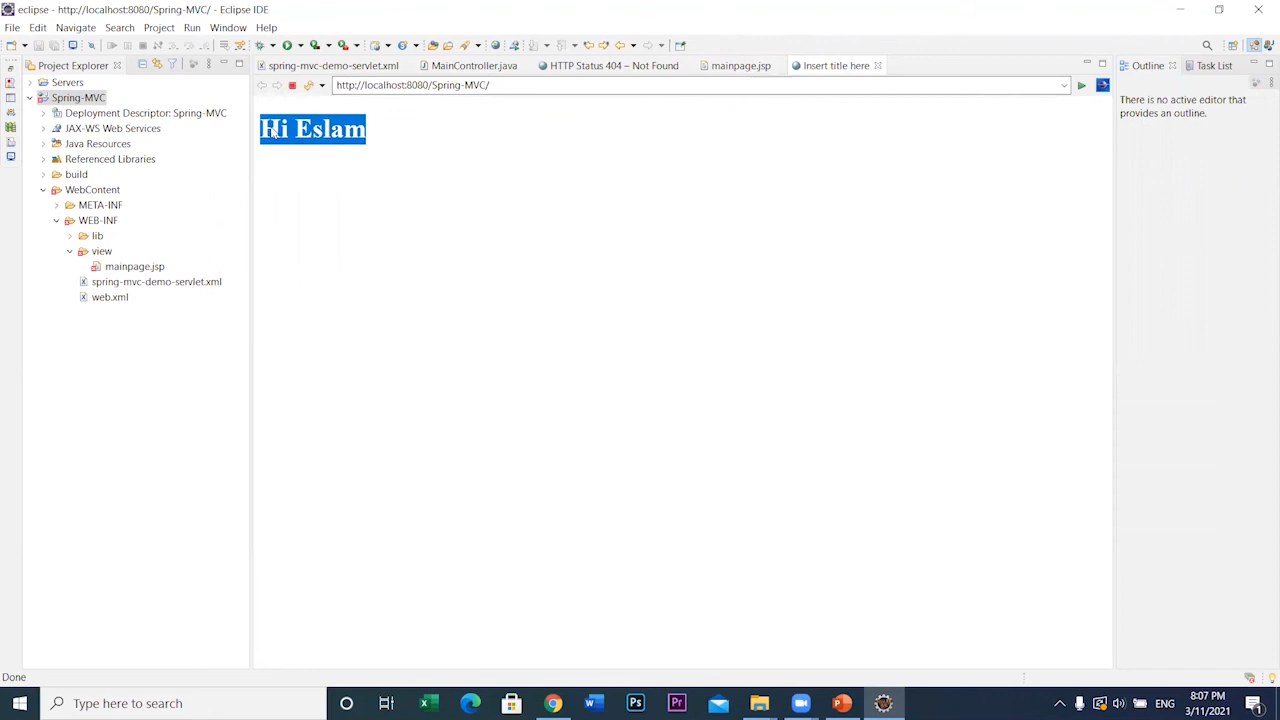 eclipse - http://localhost:8080/Spring-MVC/ - Eclipse IDE
File Edit Navigate Search Project Run Window Help
Project Explorer
spring-mvc-demo-servlet.xml
MainController.java
HTTP Status 404 – Not Found
mainpage.jsp
Insert title here
Outline
Task List
http://localhost:8080/Spring-MVC/
Servers
Spring-MVC
Deployment Descriptor: Spring-MVC
JAX-WS Web Services
Java Resources
Referenced Libraries
build
WebContent
META-INF
WEB-INF
lib
view
mainpage.jsp
spring-mvc-demo-servlet.xml
web.xml
Hi Eslam
There is no active editor that
provides an outline.
Done
Type here to search
ENG
8:07 PM
3/11/2021